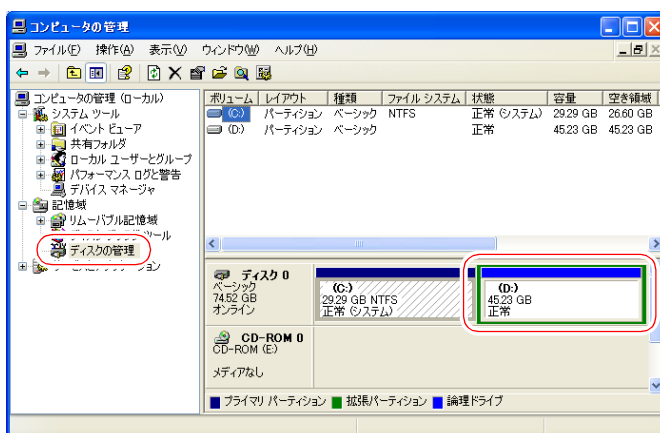 コンピュータの管理
ファイル(F) 操作(A) 表示(V) ウィンドウ(W) ヘルプ(H)
コンピュータの管理 (ローカル)
システム ツール
イベント ビューア
共有フォルダ
ローカル ユーザーとグループ
パフォーマンス ログと警告
デバイス マネージャ
記憶域
リムーバブル記憶域
ディスクの管理
ボリューム レイアウト 種類 ファイル システム 状態 容量 空き領域
(C:) パーティション ベーシック NTFS 正常 (システム) 29.29 GB 26.60 GB
(D:) パーティション ベーシック 正常 45.23 GB 45.23 GB
ディスク 0
ベーシック
74.52 GB
オンライン
(C:)
29.29 GB NTFS
正常 (システム)
(D:)
45.23 GB
正常
CD-ROM 0
CD-ROM (E:)
メディアなし
プライマリ パーティション 拡張パーティション 論理ドライブ